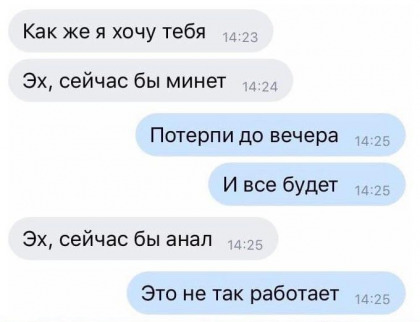 Как же я хочу тебя 14:23
Эх, сейчас бы минет 14:24
Потерпи до вечера 14:25
И все будет 14:25
Эх, сейчас бы анал 14:25
Это не так работает 14:25